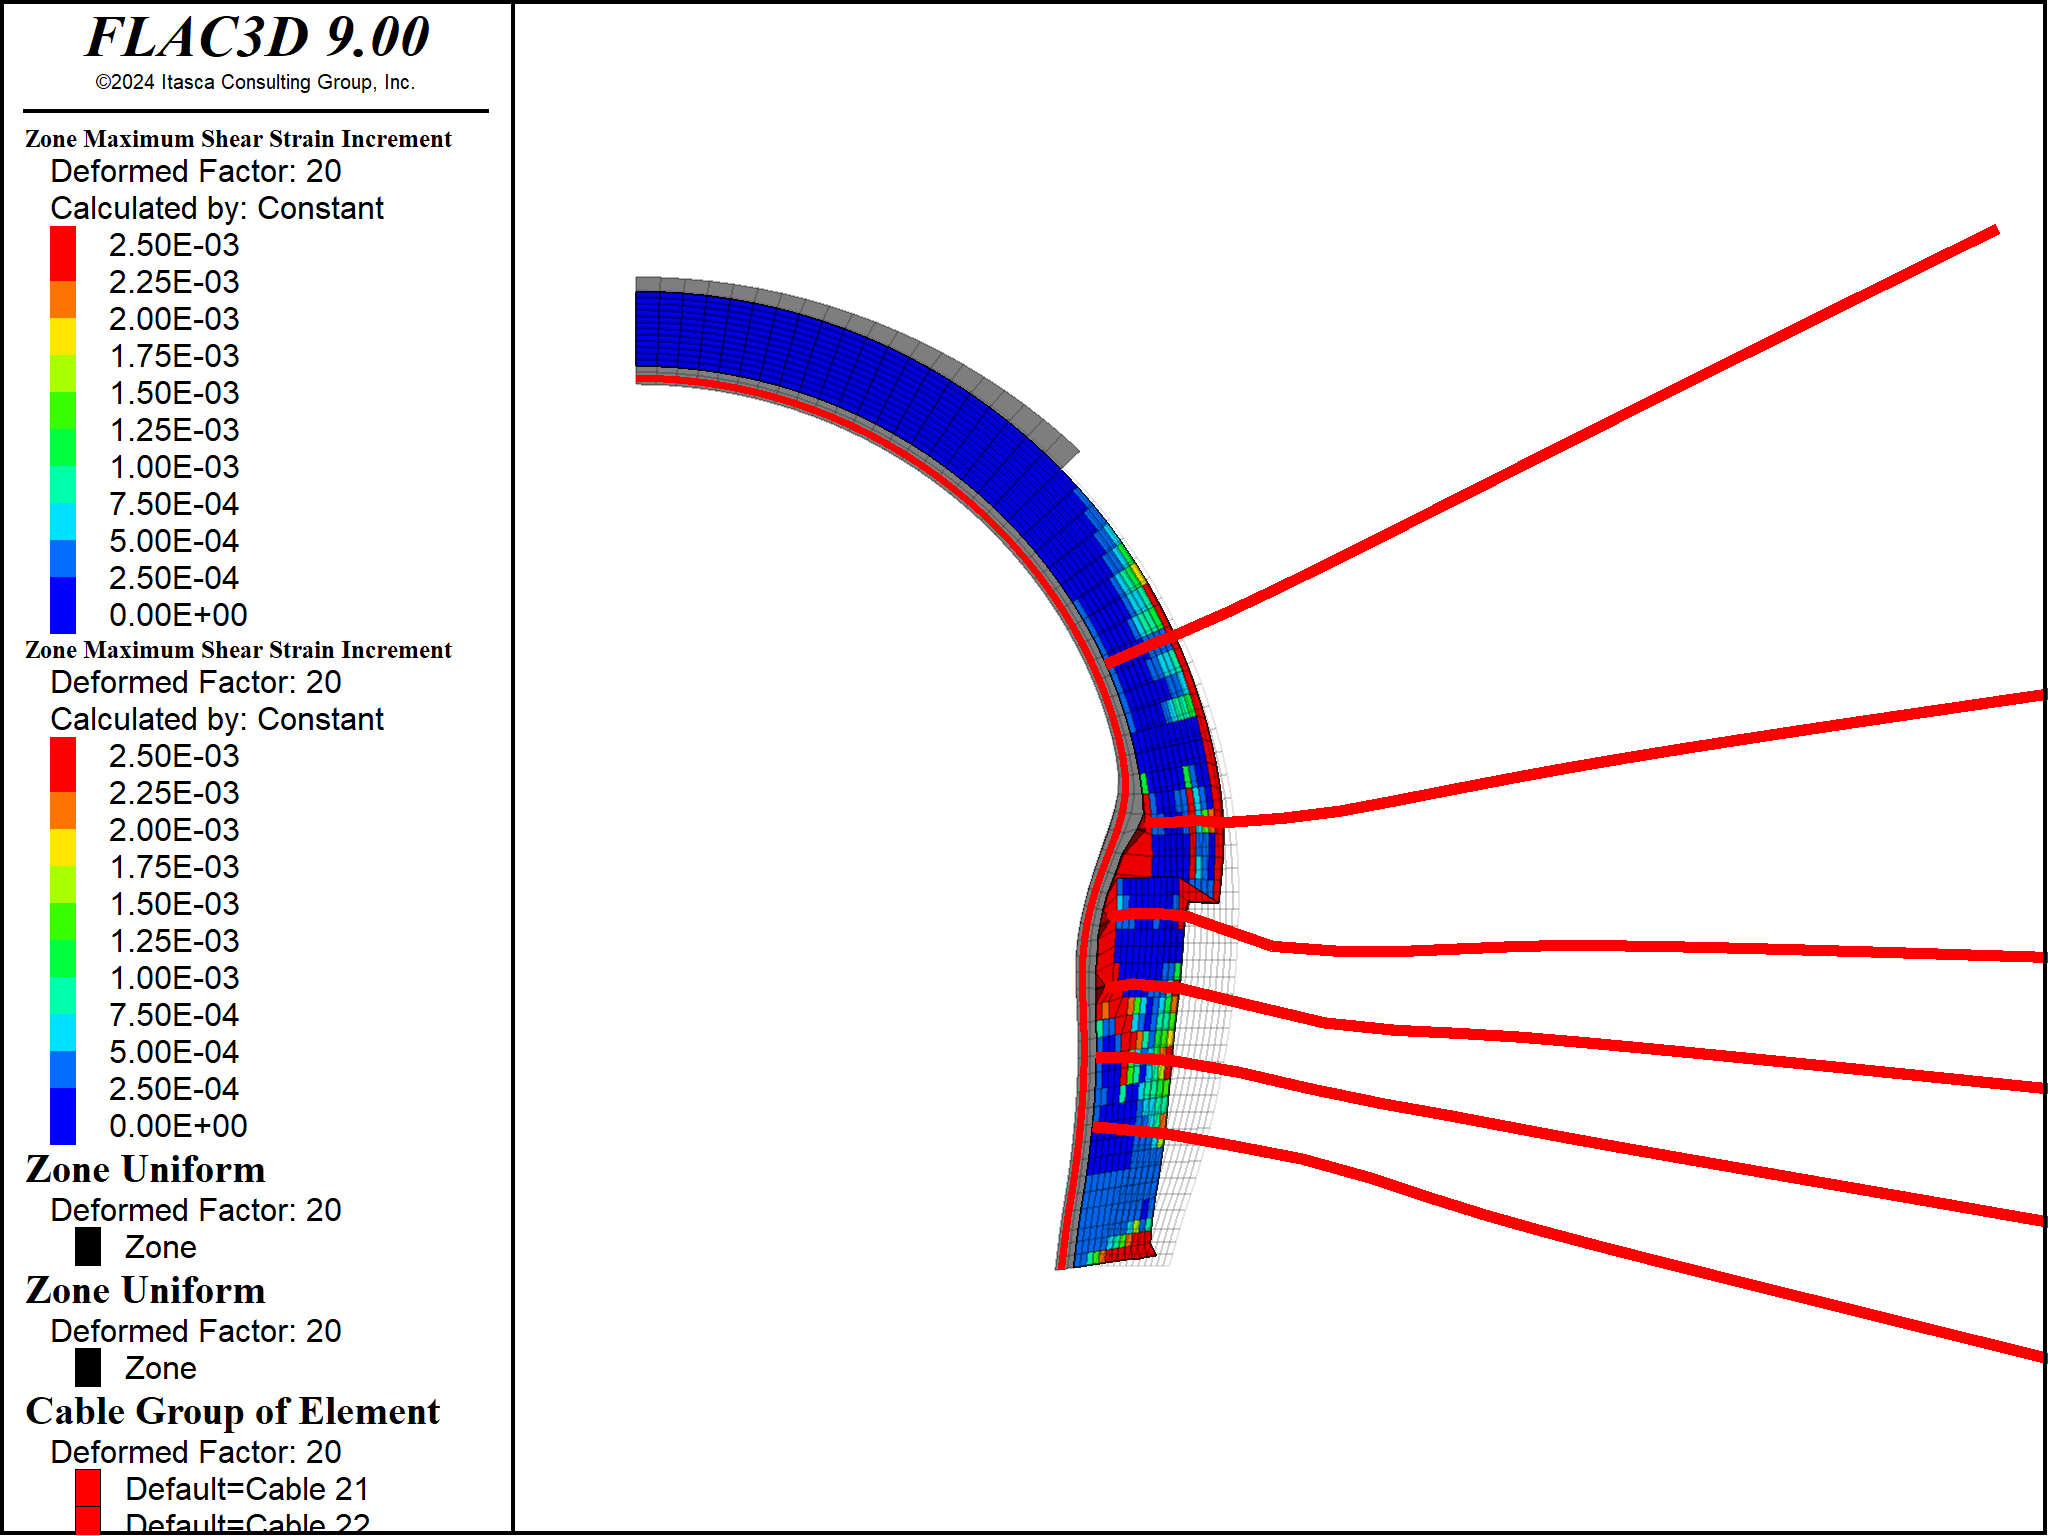 FLAC3D 9.00
©2024 Itasca Consulting Group, Inc.
Zone Maximum Shear Strain Increment
Deformed Factor: 20
Calculated by: Constant
2.50E-03
2.25E-03
2.00E-03
1.75E-03
1.50E-03
1.25E-03
1.00E-03
7.50E-04
5.00E-04
2.50E-04
0.00E+00
Zone Maximum Shear Strain Increment
Deformed Factor: 20
Calculated by: Constant
2.50E-03
2.25E-03
2.00E-03
1.75E-03
1.50E-03
1.25E-03
1.00E-03
7.50E-04
5.00E-04
2.50E-04
0.00E+00
Zone Uniform
Deformed Factor: 20
Zone
Zone Uniform
Deformed Factor: 20
Zone
Cable Group of Element
Deformed Factor: 20
Default=Cable 21
Default=Cable 22